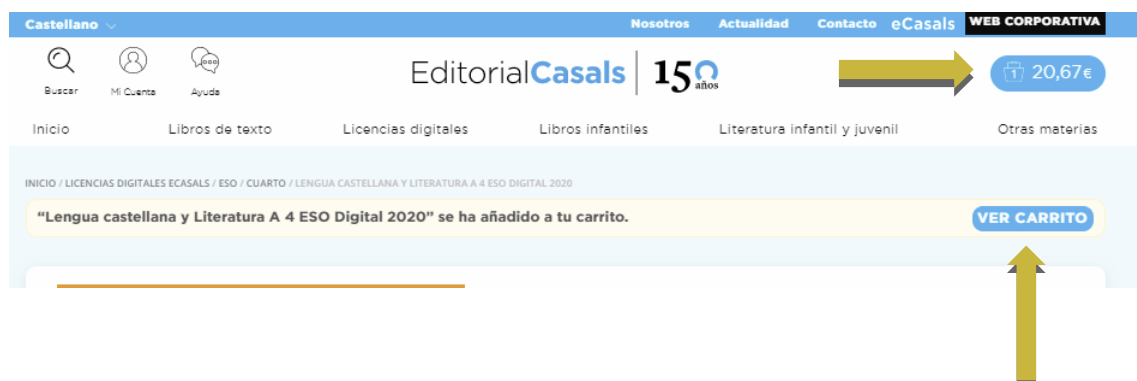 Castellano
Nosotros Actualidad Contacto eCasals WEB CORPORATIVA
Buscar Mi Cuenta Ayuda
EditorialCasals 150 años
1 20,67€
Inicio Libros de texto Licencias digitales Libros infantiles Literatura infantil y juvenil Otras materias
INICIO / LICENCIAS DIGITALES ECASALS / ESO / CUARTO / LENGUA CASTELLANA Y LITERATURA A 4 ESO DIGITAL 2020
“Lengua castellana y Literatura A 4 ESO Digital 2020” se ha añadido a tu carrito. VER CARRITO